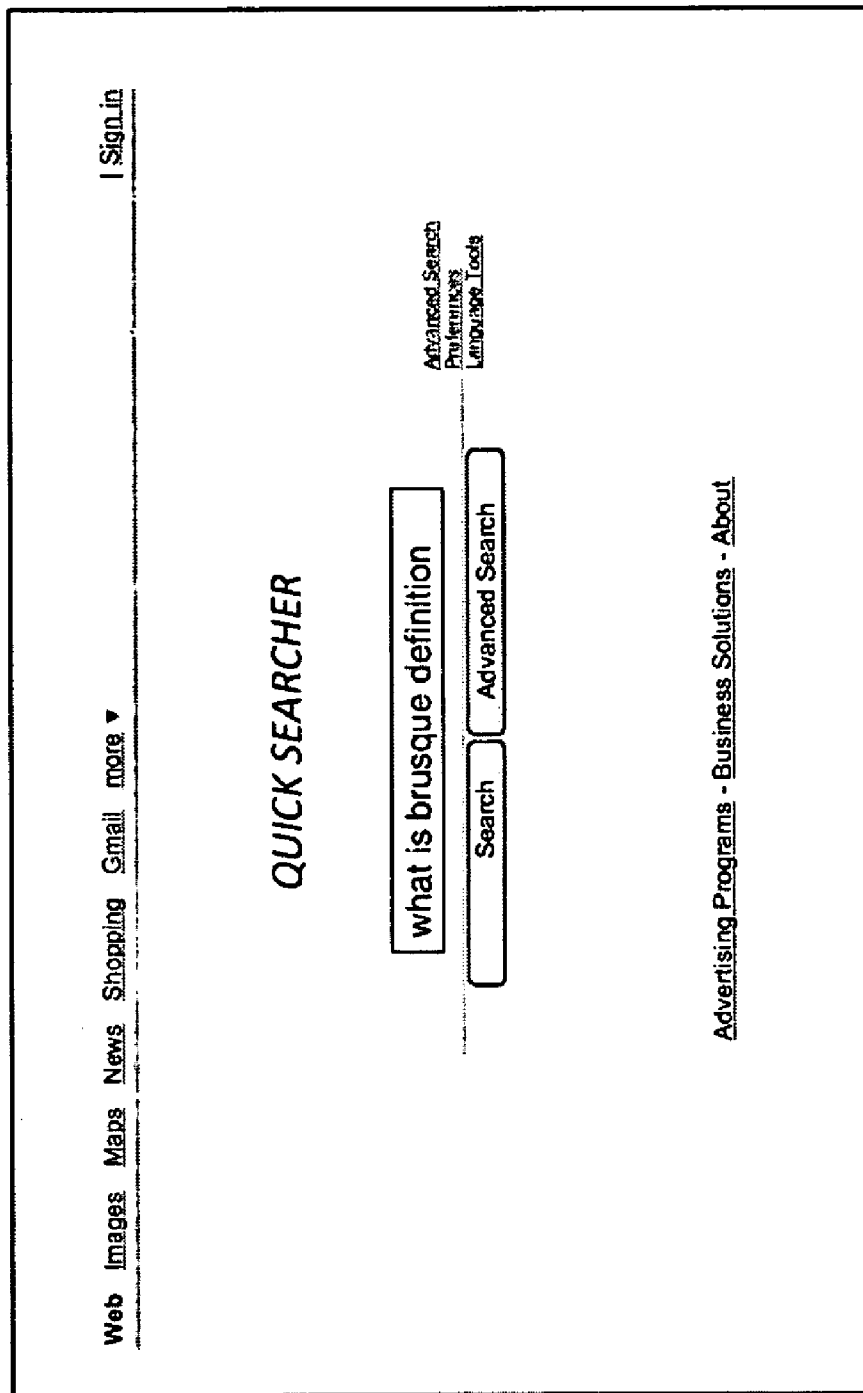 Web Images Maps News Shopping Gmail more ▼ | Sign in
QUICK SEARCHER
what is brusque definition
Search Advanced Search
Advanced Search
Preferences
Language Tools
Advertising Programs - Business Solutions - About